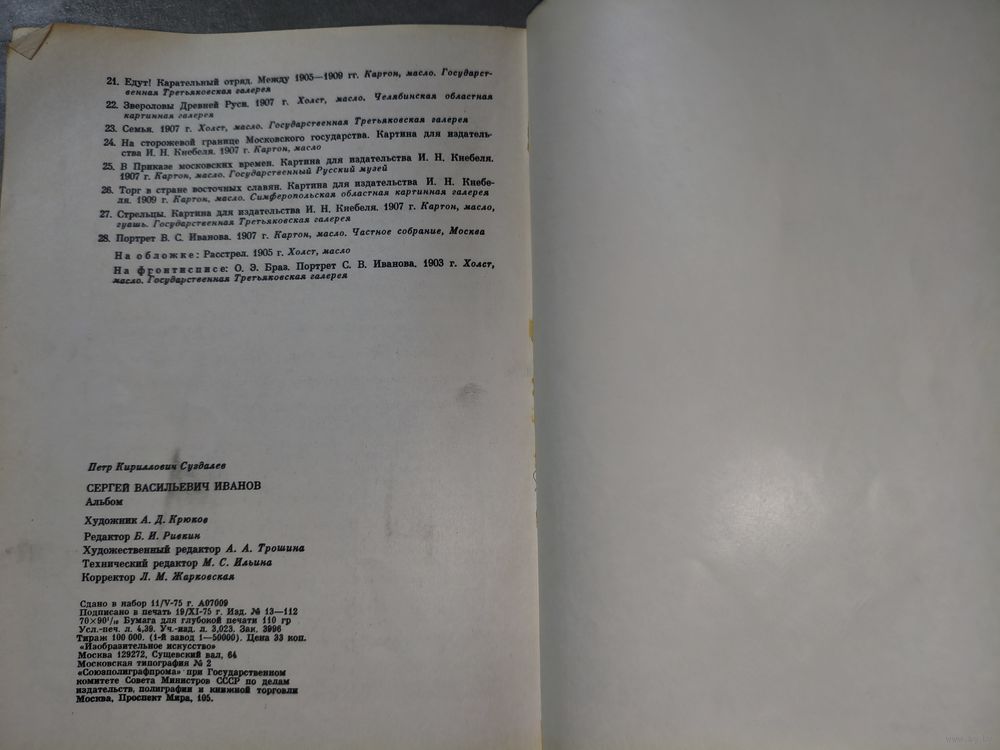 21. Едут! Карательный отряд. Между 1905—1909 гг. Картон, масло. Государст-
венная Третьяковская галерея
22. Звероловы Древней Руси. 1907 г. Холст, масло. Челябинская областная
картинная галерея
23. Семья. 1907 г. Холст, масло. Государственная Третьяковская галерея
24. На сторожевой границе Московского государства. Картина для издатель-
ства И. Н. Кнебеля. 1907 г. Картон, масло
25. В Приказе московских времен. Картина для издательства И. Н. Кнебеля.
1907 г. Картон, масло. Государственный Русский музей
26. Торг в стране восточных славян. Картина для издательства И. Н. Кнебе-
ля. 1909 г. Картон, масло. Симферопольская областная картинная галерея
27. Стрельцы. Картина для издательства И. Н. Кнебеля. 1907 г. Картон, масло,
гуашь. Государственная Третьяковская галерея
28. Портрет В. С. Иванова. 1907 г. Картон, масло. Частное собрание, Москва
На обложке: Расстрел. 1905 г. Холст, масло
На фронтисписе: О. Э. Браз. Портрет С. В. Иванова. 1903 г. Холст,
масло. Государственная Третьяковская галерея
Петр Кириллович Суздалев
СЕРГЕЙ ВАСИЛЬЕВИЧ ИВАНОВ
Альбом
Художник А. Д. Крюков
Редактор Б. И. Ривкин
Художественный редактор А. А. Трошина
Технический редактор М. С. Ильина
Корректор Л. М. Жарковская
Сдано в набор 11/V-75 г. А07009
Подписано в печать 19/XI-75 г. Изд. № 13—112
70×90¹/₁₆ Бумага для глубокой печати 110 гр
Усл.-печ. л. 4,39. Уч.-изд. л. 3,023. Зак. 3996
Тираж 100 000. (1-й завод 1—50000). Цена 33 коп.
«Изобразительное искусство»
Москва 129272, Сущевский вал, 64
Московская типография № 2
«Союзполиграфпрома» при Государственном
комитете Совета Министров СССР по делам
издательств, полиграфии и книжной торговли
Москва, Проспект Мира, 105.